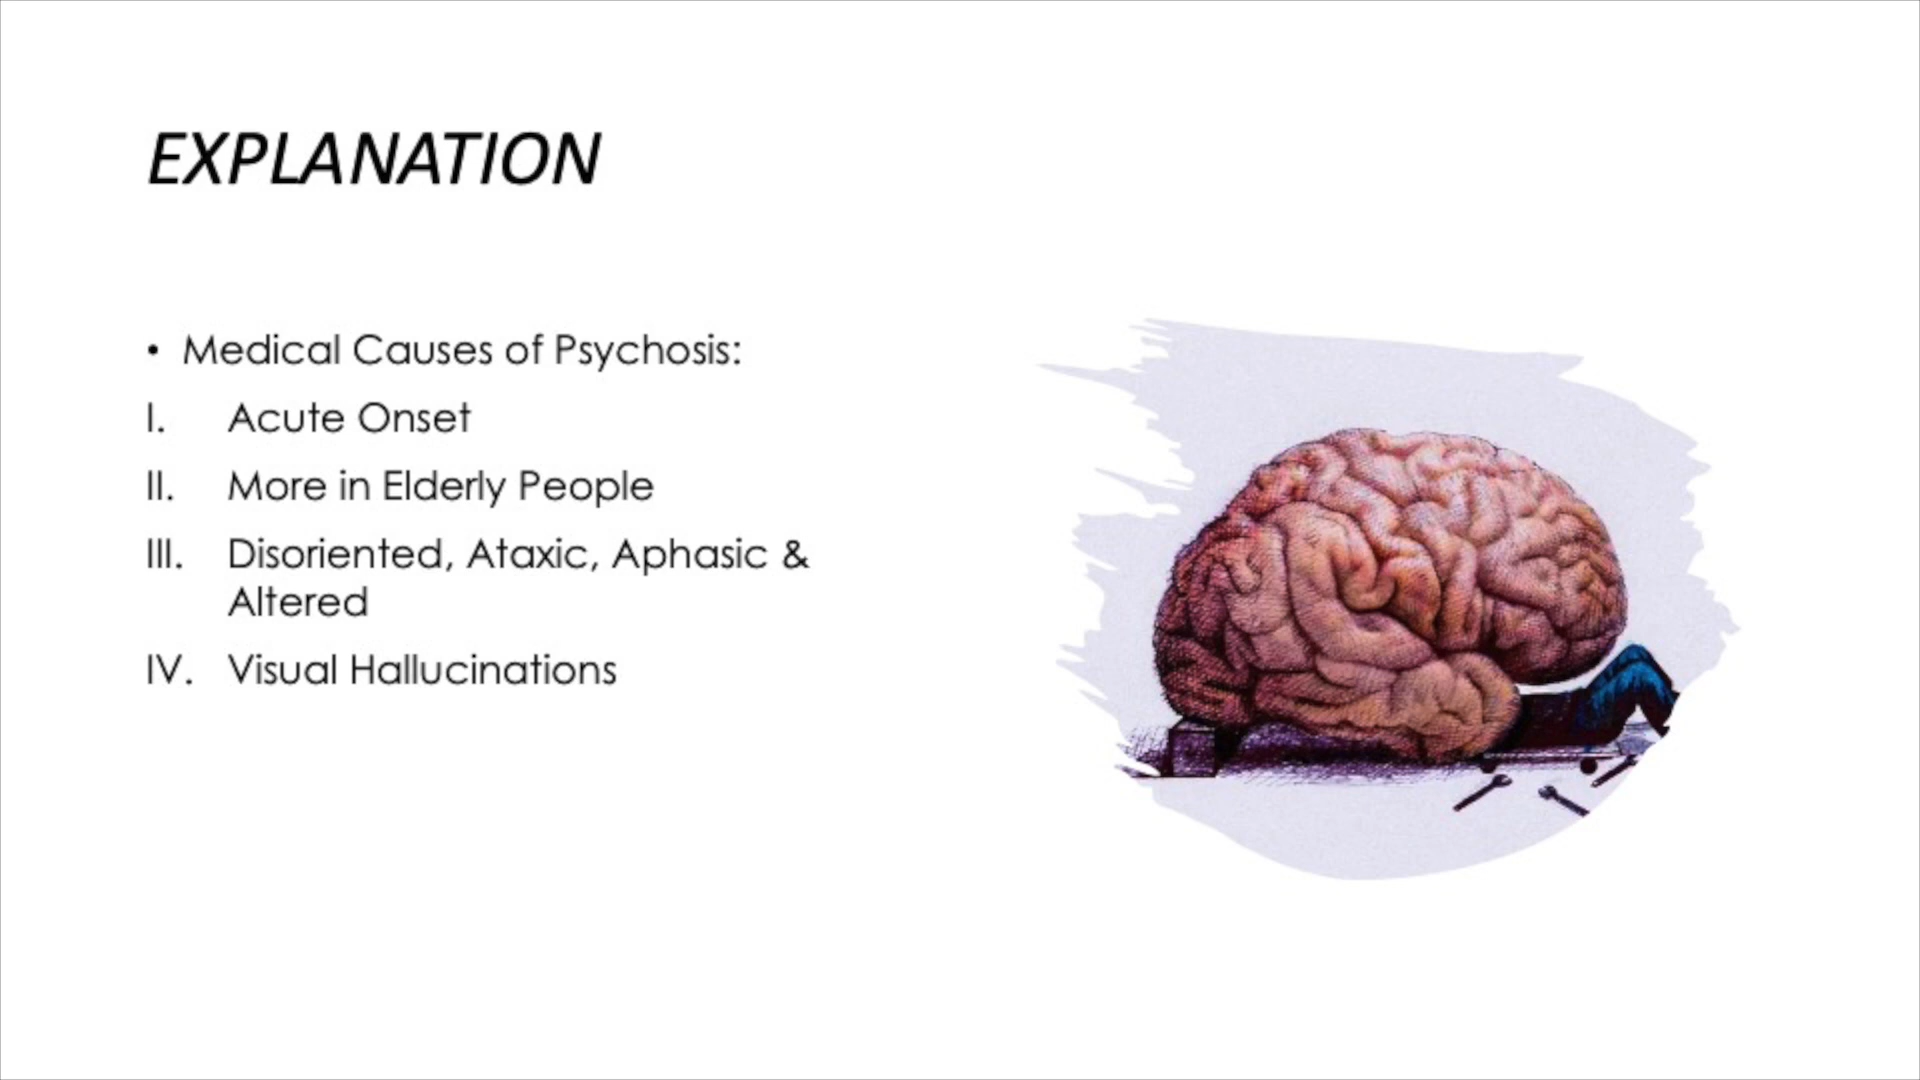 EXPLANATION
• Medical Causes of Psychosis:
I. Acute Onset
II. More in Elderly People
III. Disoriented, Ataxic, Aphasic &
Altered
IV. Visual Hallucinations